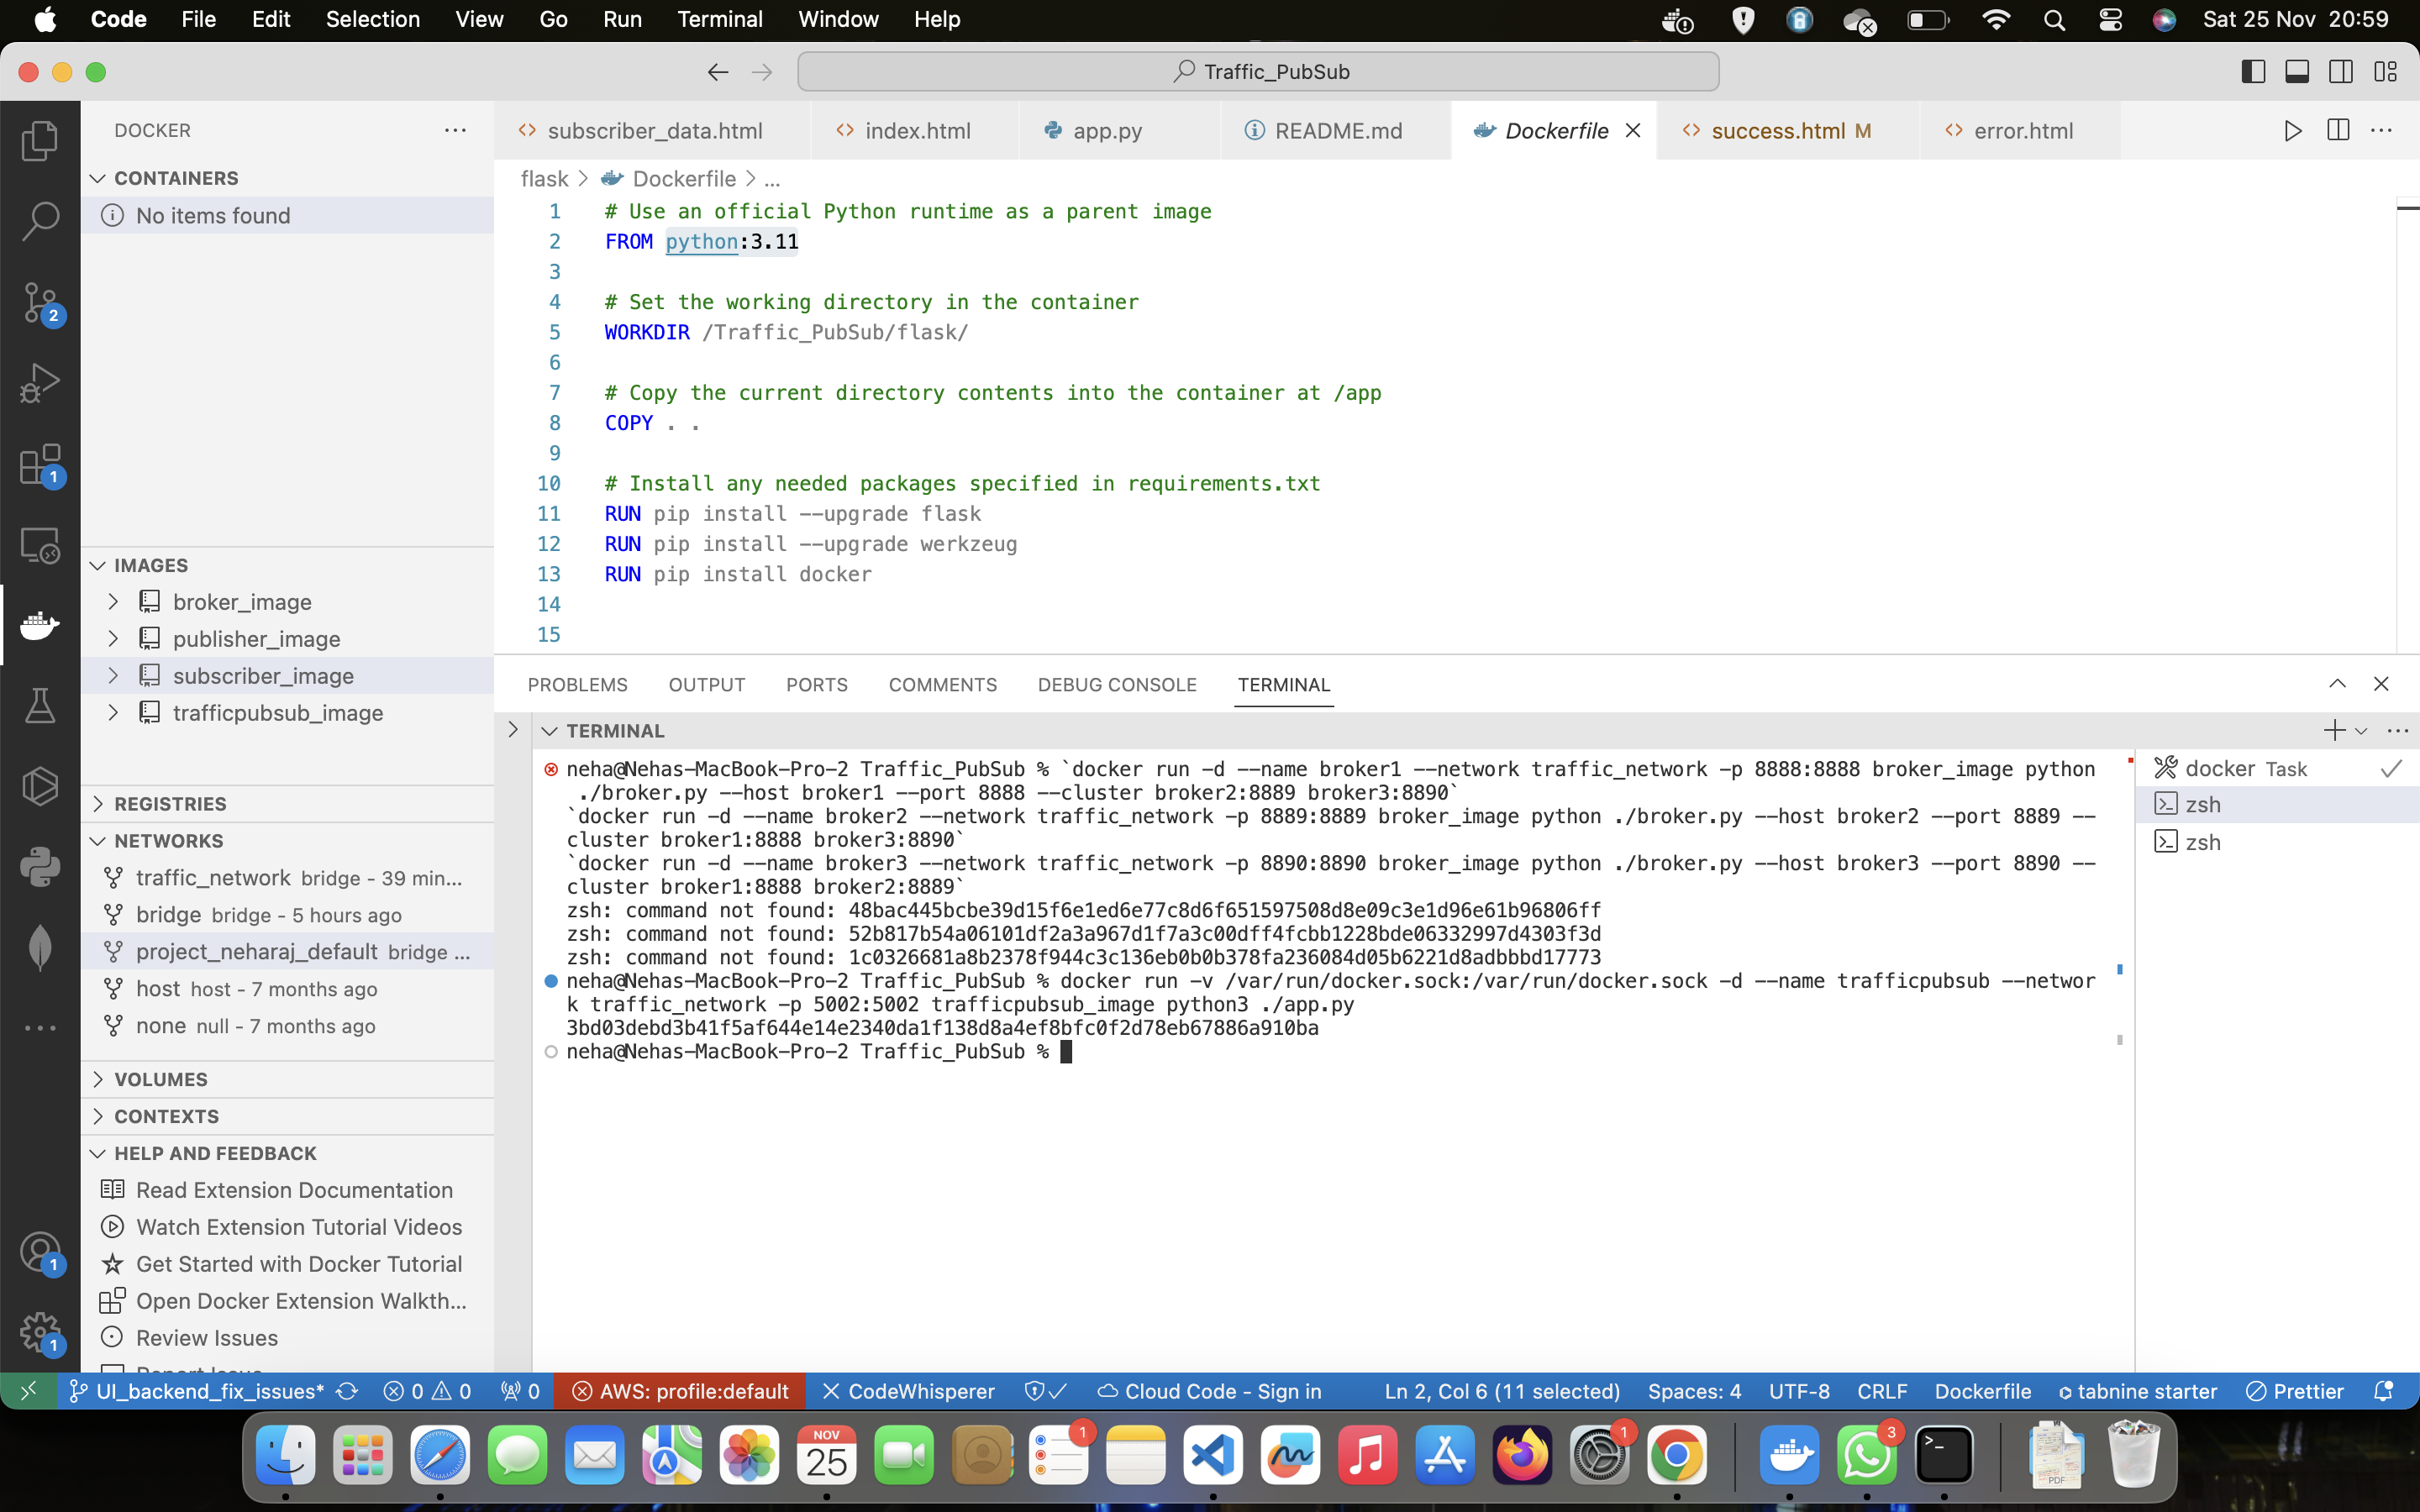 Code File Edit Selection View Go Run Terminal Window Help Sat 25 Nov 20:59
Traffic_PubSub
DOCKER
subscriber_data.html index.html app.py README.md Dockerfile success.html M error.html
CONTAINERS
No items found
2
1
flask > Dockerfile > ...
1 # Use an official Python runtime as a parent image
2 FROM python:3.11
3
4 # Set the working directory in the container
5 WORKDIR /Traffic_PubSub/flask/
6
7 # Copy the current directory contents into the container at /app
8 COPY . .
9
10 # Install any needed packages specified in requirements.txt
11 RUN pip install --upgrade flask
12 RUN pip install --upgrade werkzeug
13 RUN pip install docker
14
15
IMAGES
broker_image
publisher_image
subscriber_image
trafficpubsub_image
REGISTRIES
NETWORKS
traffic_network bridge - 39 min...
bridge bridge - 5 hours ago
project_neharaj_default bridge ...
host host - 7 months ago
none null - 7 months ago
VOLUMES
CONTEXTS
HELP AND FEEDBACK
Read Extension Documentation
Watch Extension Tutorial Videos
Get Started with Docker Tutorial
Open Docker Extension Walkth...
Review Issues
Report Issue
1
1
PROBLEMS OUTPUT PORTS COMMENTS DEBUG CONSOLE TERMINAL
TERMINAL
neha@Nehas-MacBook-Pro-2 Traffic_PubSub % `docker run -d --name broker1 --network traffic_network -p 8888:8888 broker_image python
./broker.py --host broker1 --port 8888 --cluster broker2:8889 broker3:8890`
`docker run -d --name broker2 --network traffic_network -p 8889:8889 broker_image python ./broker.py --host broker2 --port 8889 --
cluster broker1:8888 broker3:8890`
`docker run -d --name broker3 --network traffic_network -p 8890:8890 broker_image python ./broker.py --host broker3 --port 8890 --
cluster broker1:8888 broker2:8889`
zsh: command not found: 48bac445bcbe39d15f6e1ed6e77c8d6f651597508d8e09c3e1d96e61b96806ff
zsh: command not found: 52b817b54a06101df2a3a967d1f7a3c00dff4fcbb1228bde06332997d4303f3d
zsh: command not found: 1c0326681a8b2378f944c3c136eb0b0b378fa236084d05b6221d8adbbbd17773
neha@Nehas-MacBook-Pro-2 Traffic_PubSub % docker run -v /var/run/docker.sock:/var/run/docker.sock -d --name trafficpubsub --networ
k traffic_network -p 5002:5002 trafficpubsub_image python3 ./app.py
3bd03debd3b41f5af644e14e2340da1f138d8a4ef8bfc0f2d78eb67886a910ba
neha@Nehas-MacBook-Pro-2 Traffic_PubSub %
docker Task
zsh
zsh
UI_backend_fix_issues* 0 0 0 AWS: profile:default CodeWhisperer Cloud Code - Sign in Ln 2, Col 6 (11 selected) Spaces: 4 UTF-8 CRLF Dockerfile tabnine starter Prettier
NOV
25
1
1
3
PDF